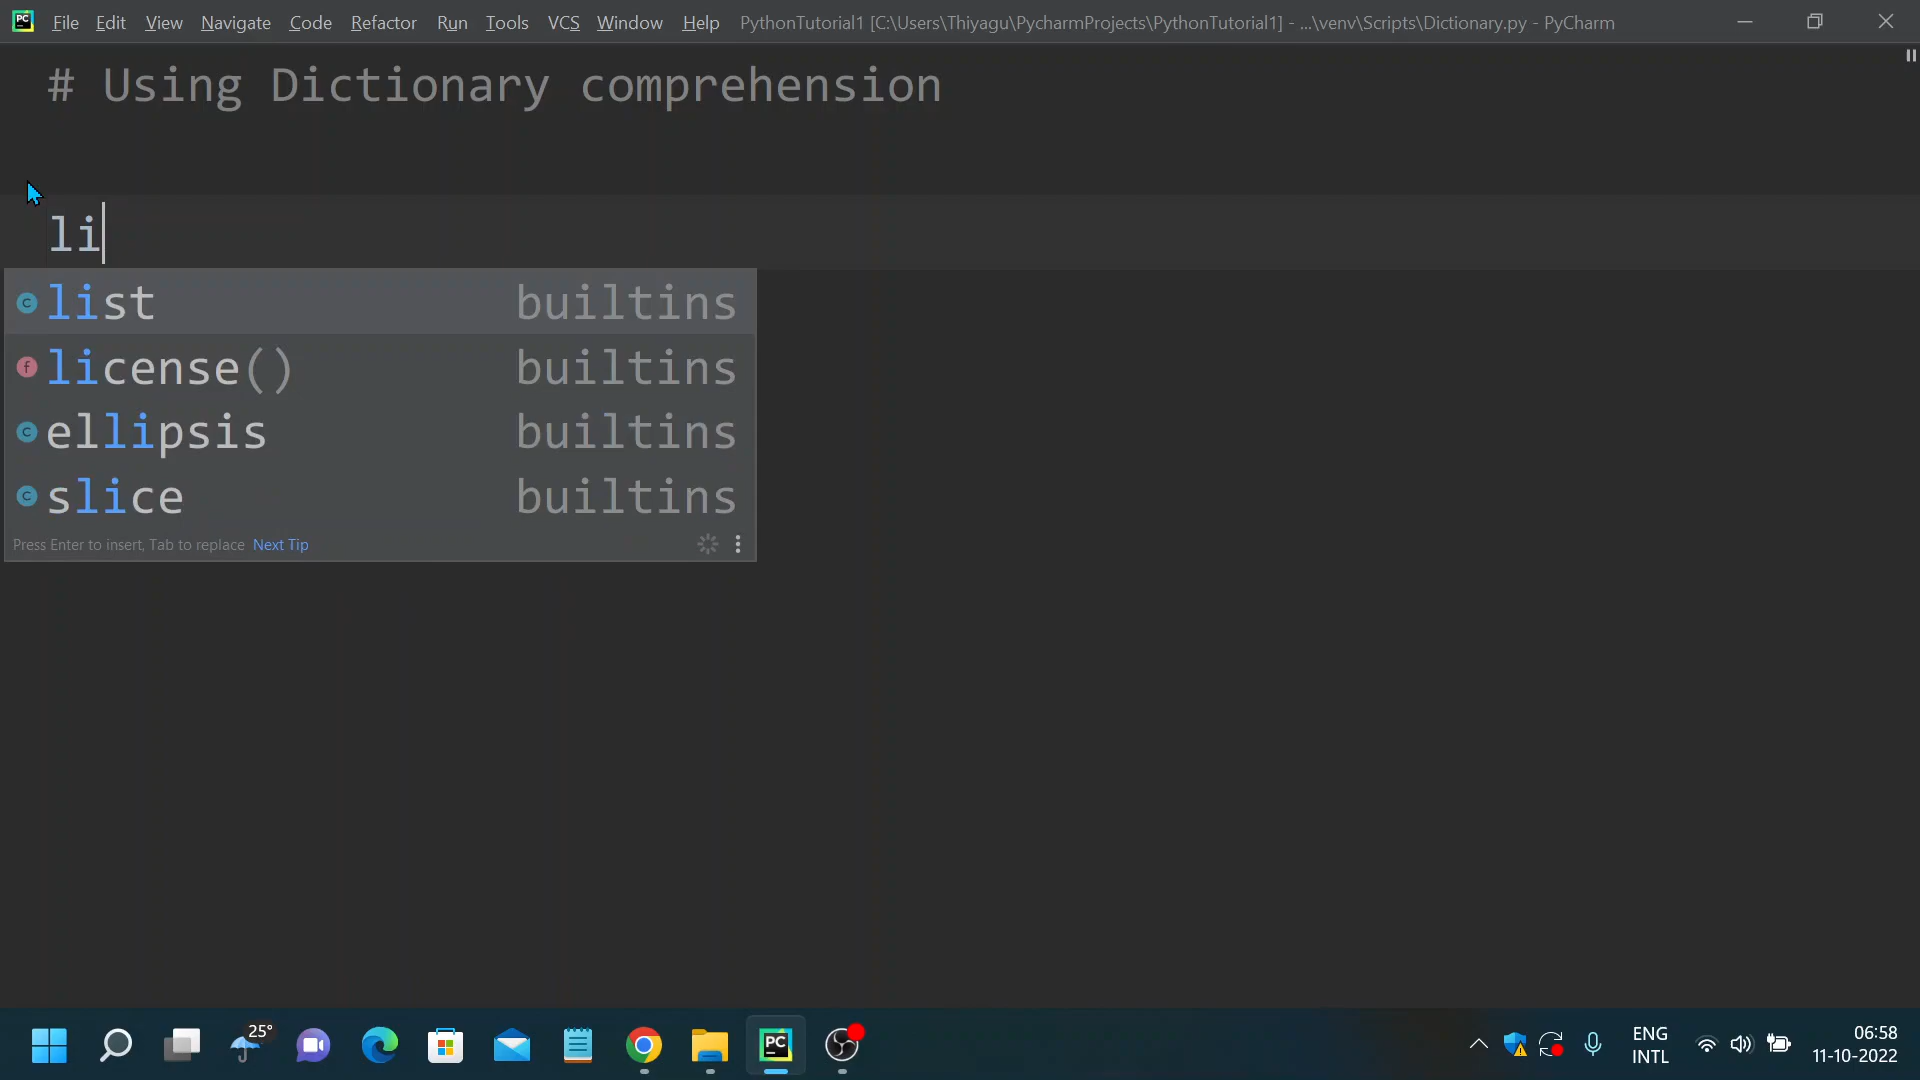 PC File Edit View Navigate Code Refactor Run Tools VCS Window Help PythonTutorial1 [C:\Users\Thiyagu\PycharmProjects\PythonTutorial1] - ...\venv\Scripts\Dictionary.py - PyCharm
# Using Dictionary comprehension
li
c list builtins
f license() builtins
c ellipsis builtins
c slice builtins
Press Enter to insert, Tab to replace Next Tip
25° PC ENG 06:58
INTL 11-10-2022